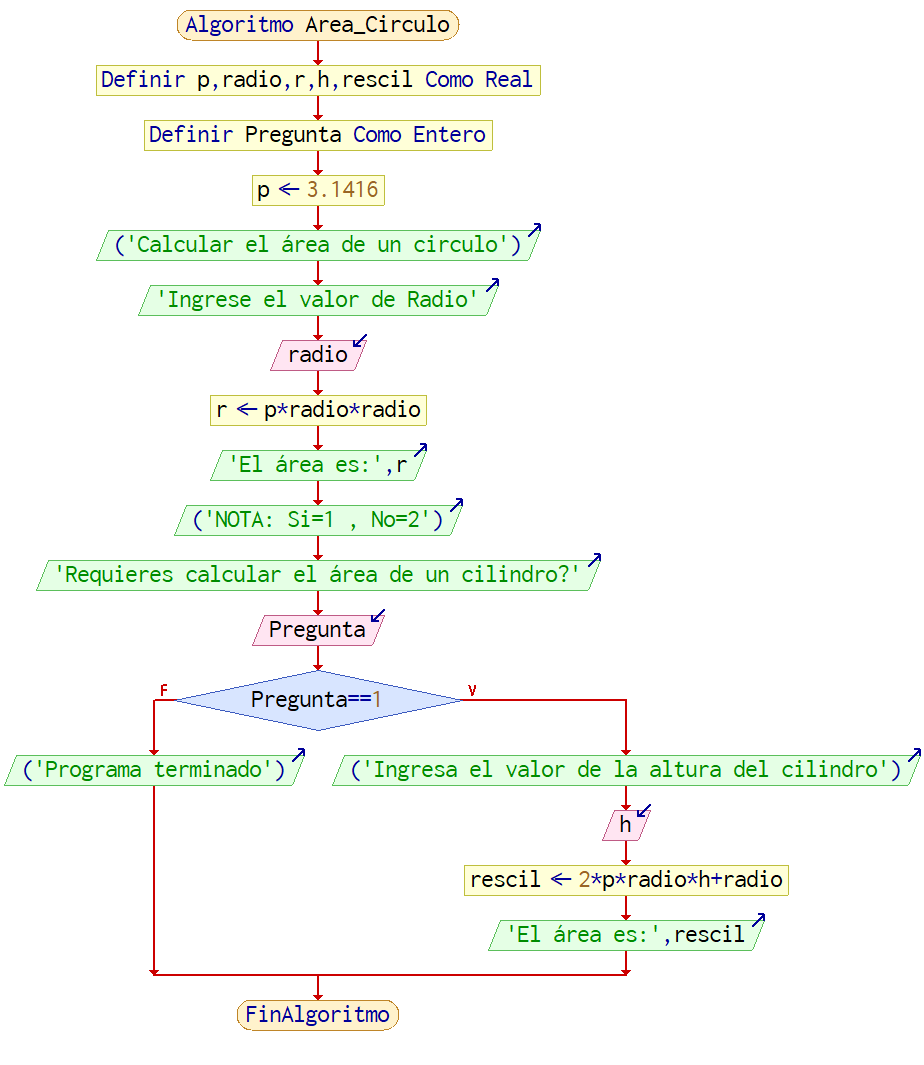 Algoritmo Area_Circulo
Definir p,radio,r,h,rescil Como Real
Definir Pregunta Como Entero
p ← 3.1416
('Calcular el área de un circulo')
'Ingrese el valor de Radio'
radio
r ← p*radio*radio
'El área es:',r
('NOTA: Si=1 , No=2')
'Requieres calcular el área de un cilindro?'
Pregunta
F
Pregunta==1
V
('Programa terminado')
('Ingresa el valor de la altura del cilindro')
h
rescil ← 2*p*radio*h+radio
'El área es:',rescil
FinAlgoritmo